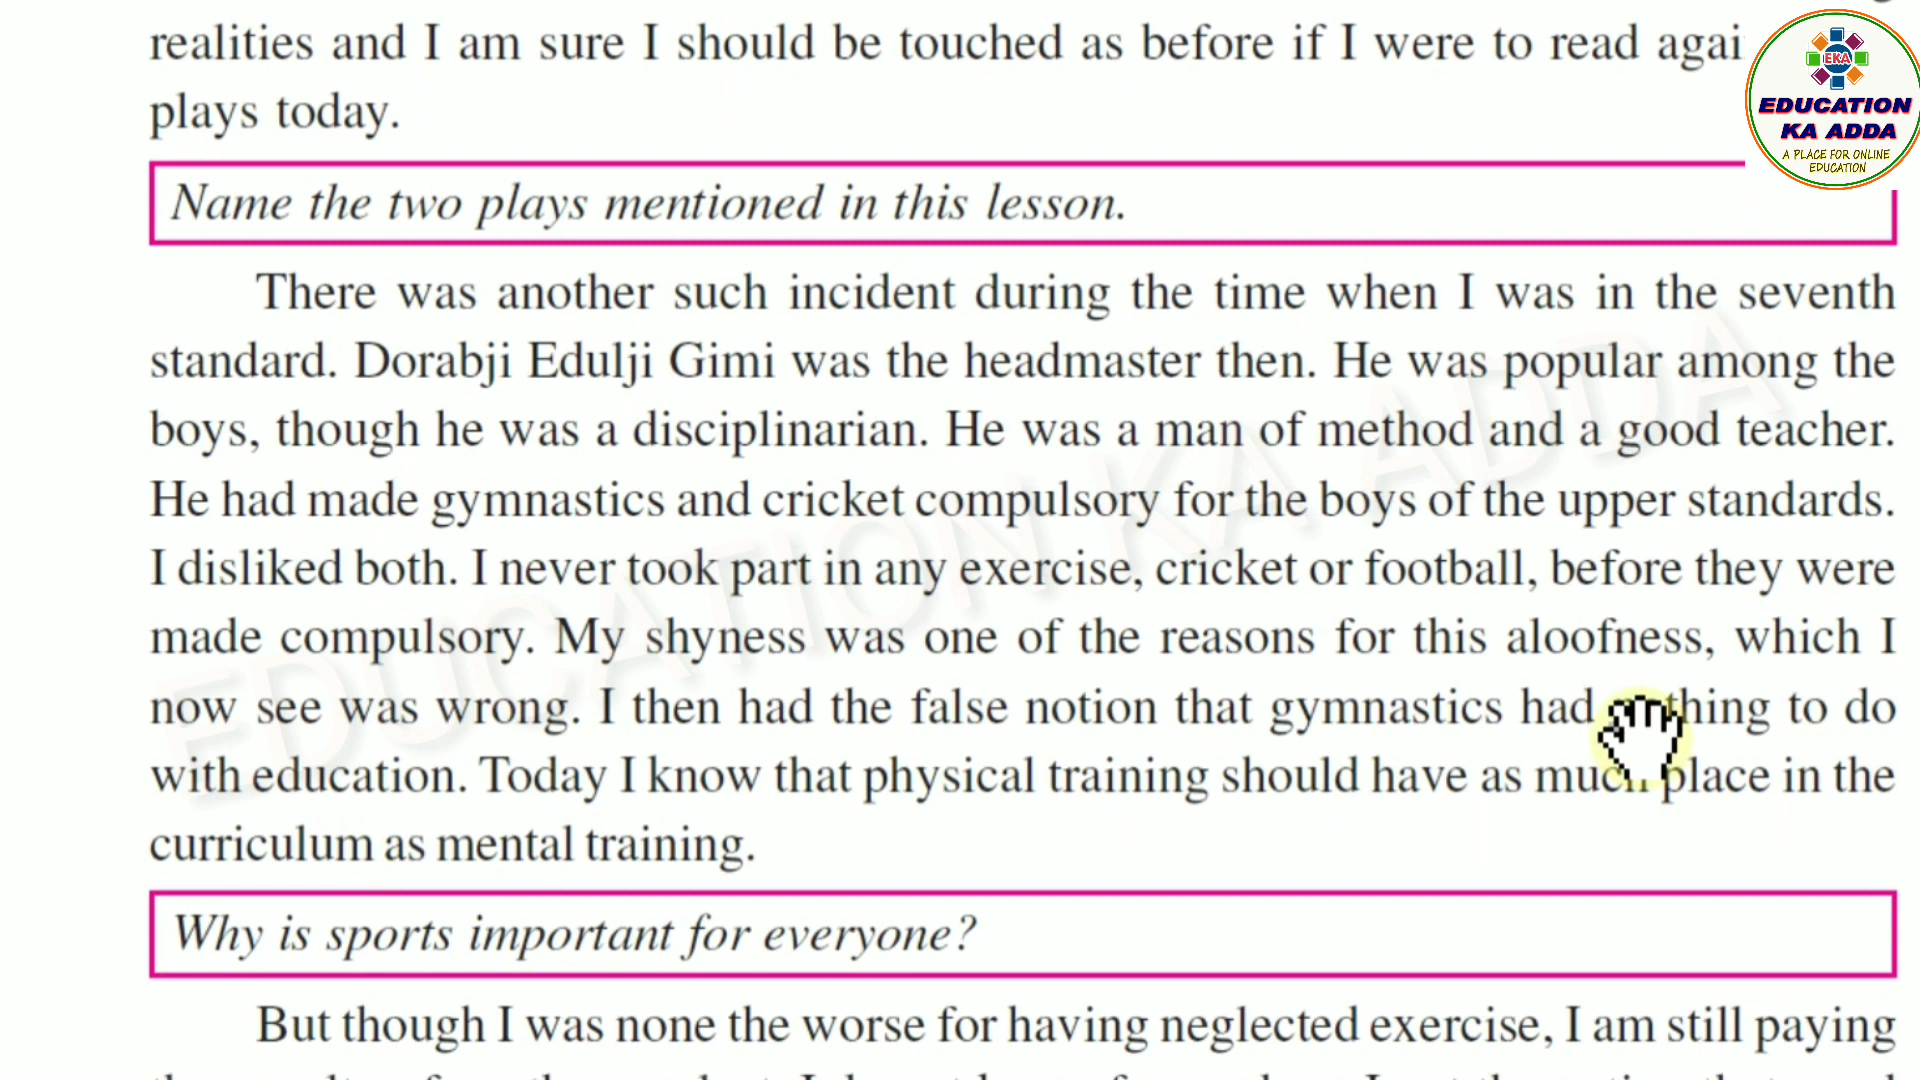 realities and I am sure I should be touched as before if I were to read
plays today.
EKA
EDUCATION
KA ADDA
A PLACE FOR ONLINE
EDUCATION
Name the two plays mentioned in this lesson.
There was another such incident during the time when I was in the seventh
standard. Dorabji Edulji Gimi was the headmaster then. He was popular among the
boys, though he was a disciplinarian. He was a man of method and a good teacher.
He had made gymnastics and cricket compulsory for the boys of the upper standards.
I disliked both. I never took part in any exercise, cricket or football, before they were
made compulsory. My shyness was one of the reasons for this aloofness, which I
now see was wrong. I then had the false notion that gymnastics had nothing to do
with education. Today I know that physical training should have as much place in the
curriculum as mental training.
EDUCATION KA ADDA
Why is sports important for everyone?
But though I was none the worse for having neglected exercise, I am still paying